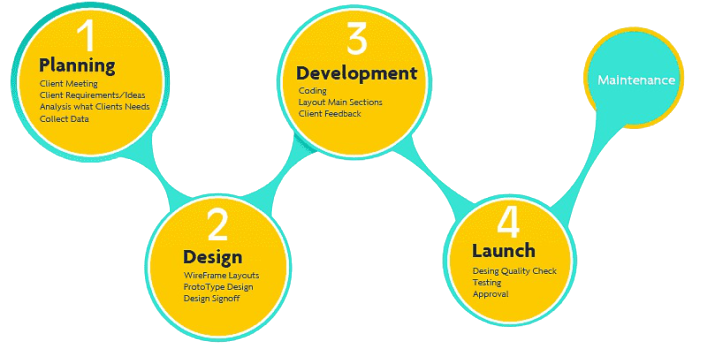 1
Planning
Client Meeting
Client Requirements/Ideas
Analysis what Clients Needs
Collect Data
2
Design
WireFrame Layouts
ProtoType Design
Design Signoff
3
Development
Coding
Layout Main Sections
Client Feedback
4
Launch
Desing Quality Check
Testing
Approval
Maintenance